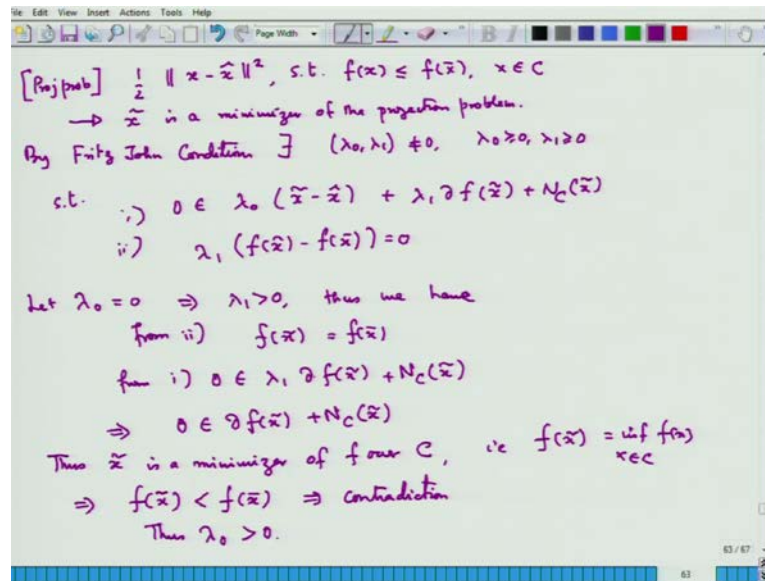 File Edit View Insert Actions Tools Help
Page Width
B I
[Proj prob] 1/2 ‖x - x̂‖², s.t. f(x) ≤ f(x̄), x ∈ C
→ x̃ is a minimizer of the projection problem.
By Fritz John Condition ∃ (λ₀, λ₁) ≠ 0, λ₀ ≥ 0, λ₁ ≥ 0
s.t. i) 0 ∈ λ₀ (x̃ - x̂) + λ₁ ∂f(x̃) + N_C(x̃)
ii) λ₁ (f(x̃) - f(x̄)) = 0
Let λ₀ = 0 ⇒ λ₁ > 0, thus we have
from ii) f(x̃) = f(x̄)
from i) 0 ∈ λ₁ ∂f(x̃) + N_C(x̃)
⇒ 0 ∈ ∂f(x̃) + N_C(x̃)
Thus x̃ is a minimizer of f over C, i.e f(x̃) = inf f(x)
x∈C
⇒ f(x̃) < f(x̄) ⇒ contradiction
Thus λ₀ > 0.
63 / 67
63